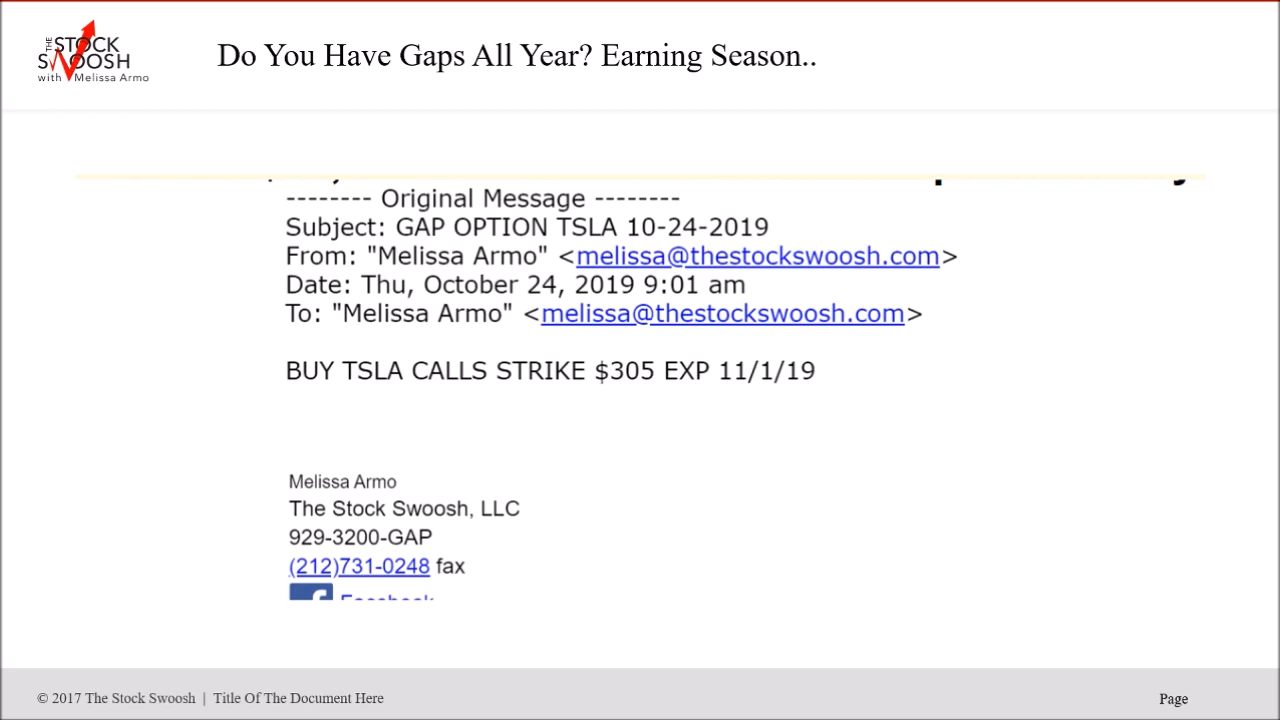 THE STOCK
SWOOSH
with Melissa Armo
Do You Have Gaps All Year? Earning Season..
-------- Original Message --------
Subject: GAP OPTION TSLA 10-24-2019
From: "Melissa Armo" <melissa@thestockswoosh.com>
Date: Thu, October 24, 2019 9:01 am
To: "Melissa Armo" <melissa@thestockswoosh.com>
BUY TSLA CALLS STRIKE $305 EXP 11/1/19
Melissa Armo
The Stock Swoosh, LLC
929-3200-GAP
(212)731-0248 fax
Facebook
© 2017 The Stock Swoosh | Title Of The Document Here
Page